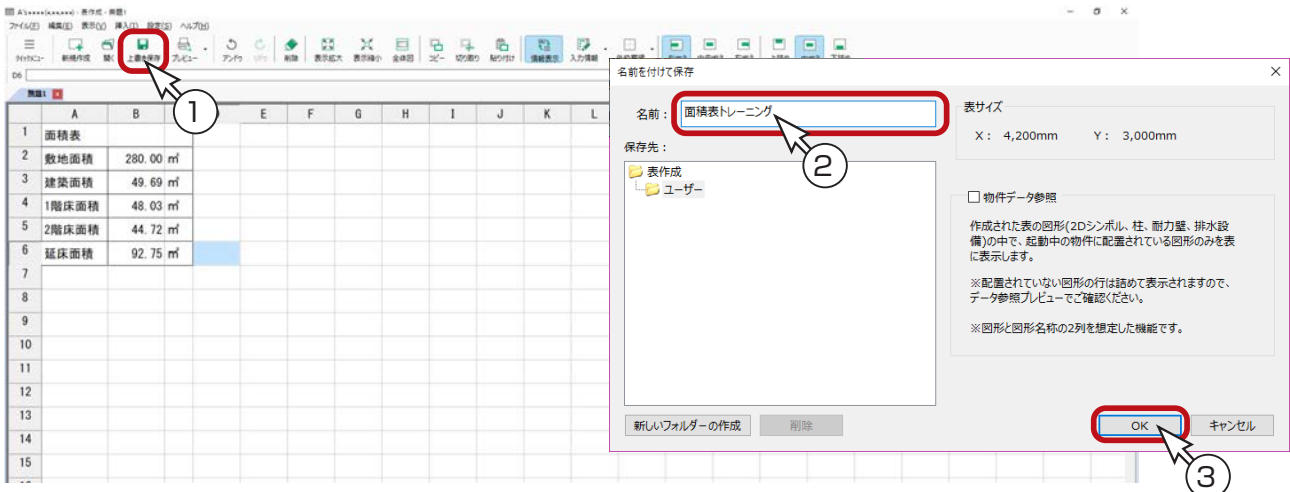 表作成 - 無題1
ファイル(F) 編集(E) 表示(V) 挿入(I) 設定(S) ヘルプ(H)
新規作成 開く 上書き保存 プレビュー アンドゥ リドゥ 削除 表示拡大 表示縮小 全体図 コピー 切り取り 貼り付け 情報表示 入力情報
D6
無題1
A B E F G H I J K L
1 面積表
2 敷地面積 280.00 ㎡
3 建築面積 49.69 ㎡
4 1階床面積 48.03 ㎡
5 2階床面積 44.72 ㎡
6 延床面積 92.75 ㎡
7
8
9
10
11
12
13
14
15
1
名前を付けて保存
名前： 面積表トレーニング
2
保存先：
表作成
ユーザー
新しいフォルダーの作成 削除
表サイズ
X： 4,200mm Y： 3,000mm
物件データ参照
作成された表の図形(2Dシンボル、柱、耐力壁、排水設
備)の中で、起動中の物件に配置されている図形のみを表
に表示します。
※配置されていない図形の行は詰めて表示されますので、
データ参照プレビューでご確認ください。
※図形と図形名称の2列を想定した機能です。
OK キャンセル
3